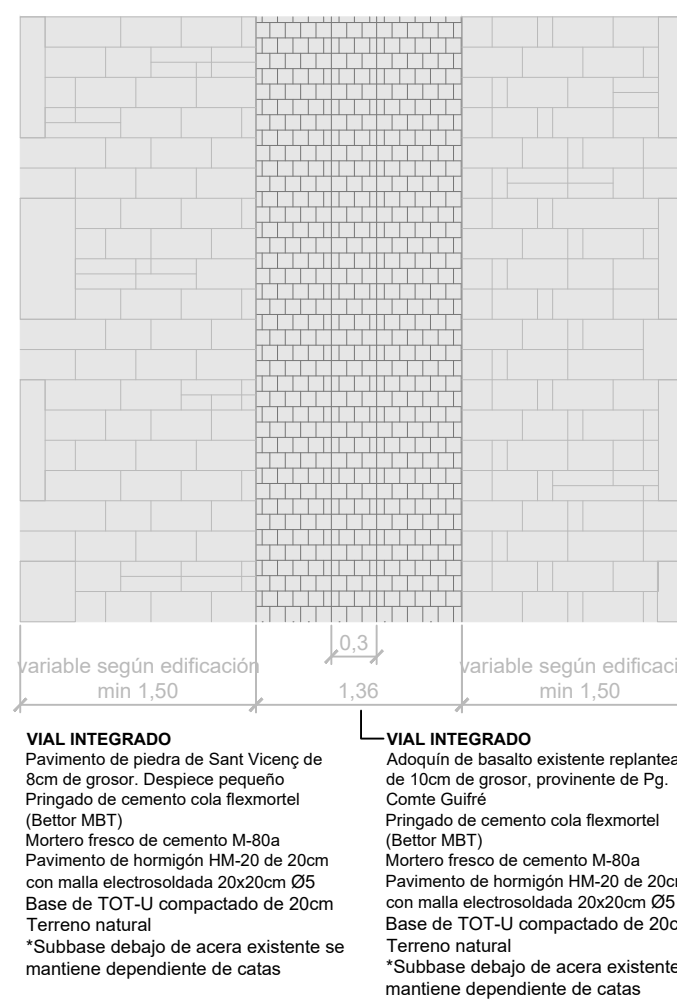 0,3
variable según edificación
min 1,50
1,36
variable según
min 1,50
VIAL INTEGRADO
Pavimento de piedra de Sant Vicenç de
8cm de grosor. Despiece pequeño
Pringado de cemento cola flexmortel
(Bettor MBT)
Mortero fresco de cemento M-80a
Pavimento de hormigón HM-20 de 20cm
con malla electrosoldada 20x20cm Ø5
Base de TOT-U compactado de 20cm
Terreno natural
*Subbase debajo de acera existente se
mantiene dependiente de catas
VIAL INTEGRADO
Adoquín de basalto existente
de 10cm de grosor, provinente de Pg.
Comte Guifré
Pringado de cemento cola flexmortel
(Bettor MBT)
Mortero fresco de cemento M-80a
Pavimento de hormigón HM-20 de
con malla electrosoldada 20x20cm Ø5
Base de TOT-U compactado de
Terreno natural
*Subbase debajo de acera existente
mantiene dependiente de catas